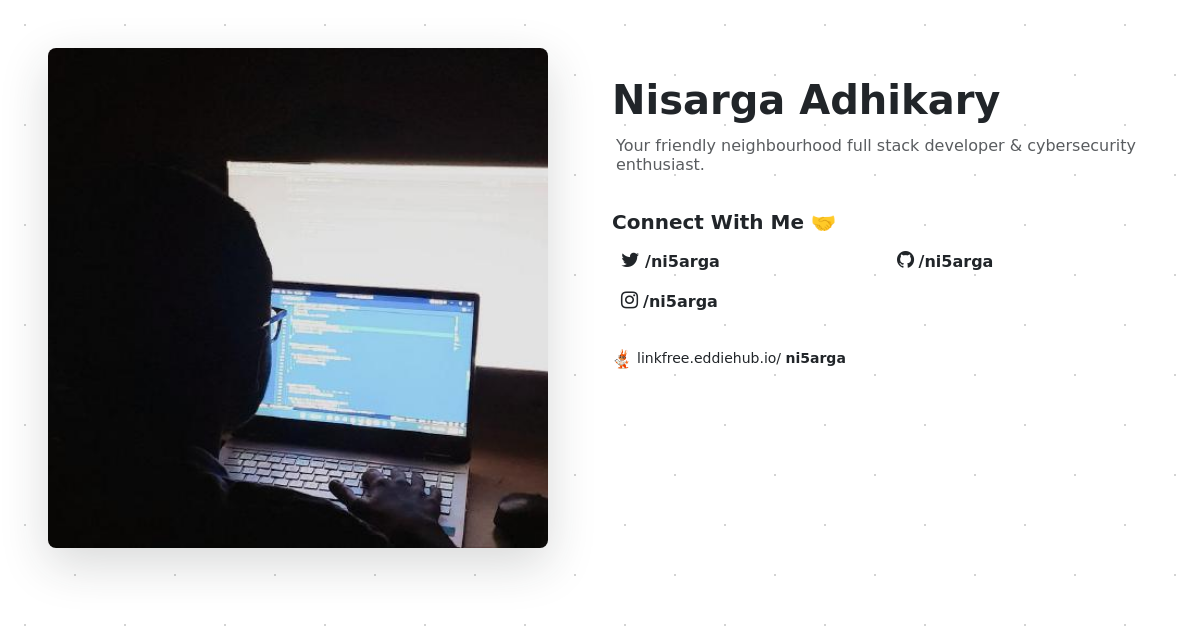 Nisarga Adhikary
Your friendly neighbourhood full stack developer & cybersecurity
enthusiast.
Connect With Me 🤝
/ni5arga
/ni5arga
/ni5arga
linkfree.eddiehub.io/ ni5arga